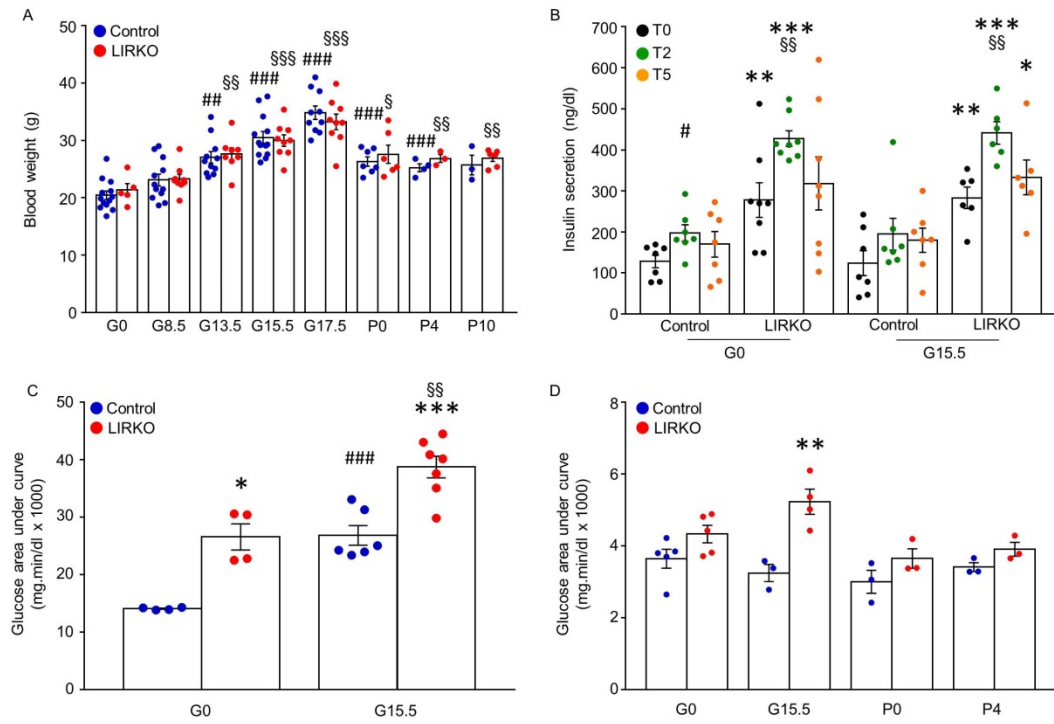 A
Control
LIRKO
Blood weight (g)
50
40
30
20
10
0
##
§§
###
§§§
###
§§§
###
§
###
§§
§§
G0 G8.5 G13.5 G15.5 G17.5 P0 P4 P10
B
T0
T2
T5
Insulin secretion (ng/dl)
700
600
500
400
300
200
100
0
#
**
***
§§
**
***
§§
*
Control LIRKO Control LIRKO
G0 G15.5
C
Control
LIRKO
Glucose area under curve
(mg.min/dl x 1000)
50
40
30
20
10
0
*
###
§§
***
G0 G15.5
D
Control
LIRKO
Glucose area under curve
(mg.min/dl x 1000)
8
6
4
2
0
**
G0 G15.5 P0 P4